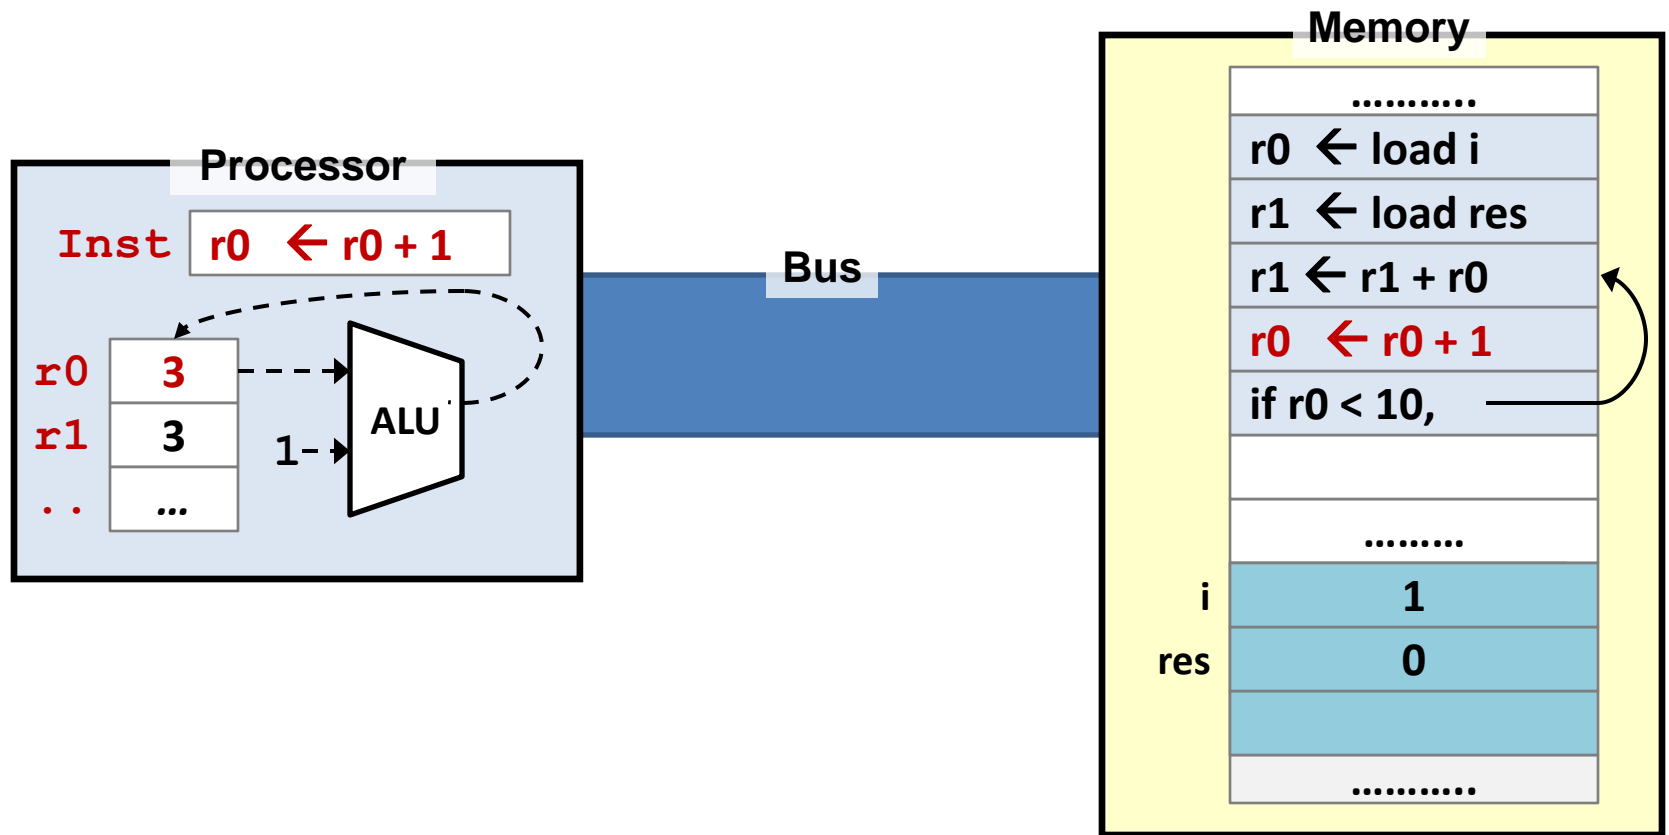 Memory
...........
r0 ← load i
r1 ← load res
r1 ← r1 + r0
r0 ← r0 + 1
if r0 < 10,
.........
i 1
res 0
...........
Processor
Inst r0 ← r0 + 1
r0 3
r1 3
.. ...
1
ALU
Bus